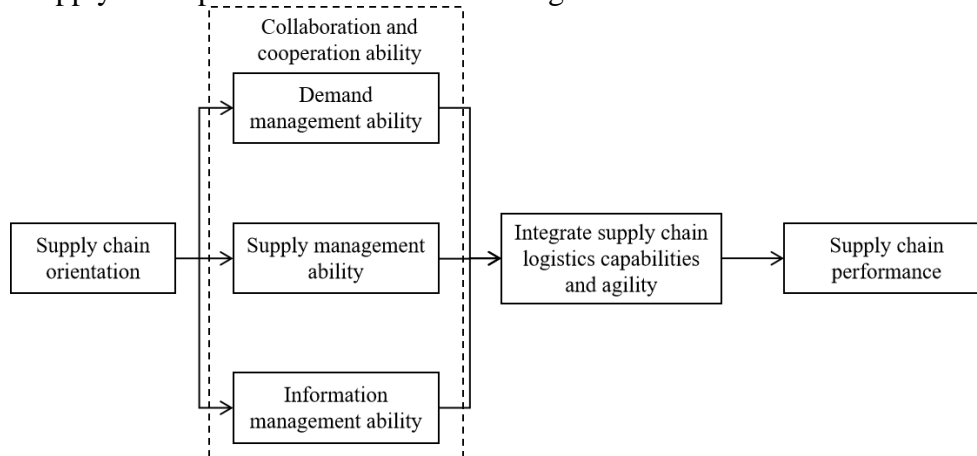 Collaboration and
cooperation ability
Demand
management ability
Supply chain
orientation
Supply management
ability
Integrate supply chain
logistics capabilities
and agility
Supply chain
performance
Information
management ability